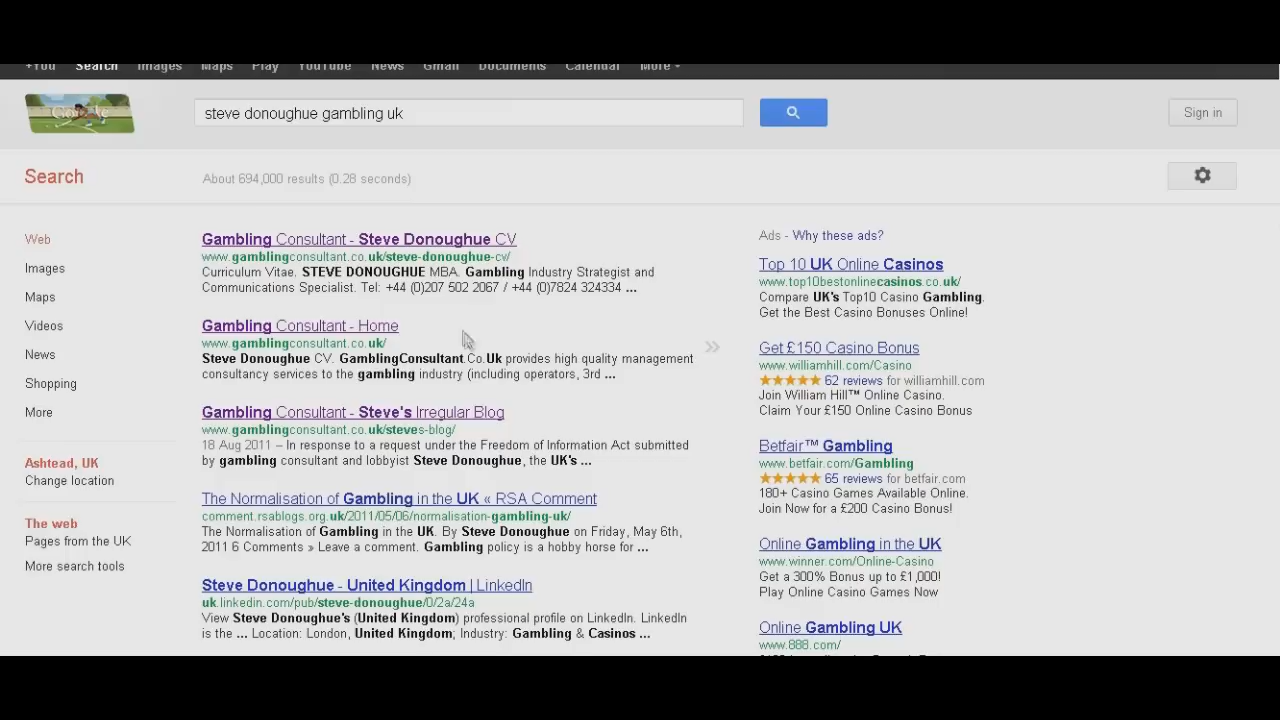 +You Search Images Maps Play YouTube News Gmail Documents Calendar More
Google
steve donoughue gambling uk
Sign in
Search
About 694,000 results (0.28 seconds)
Web
Images
Maps
Videos
News
Shopping
More
Ashtead, UK
Change location
The web
Pages from the UK
More search tools
Gambling Consultant - Steve Donoughue CV
www.gamblingconsultant.co.uk/steve-donoughue-cv/
Curriculum Vitae. STEVE DONOUGHUE MBA. Gambling Industry Strategist and
Communications Specialist. Tel: +44 (0)207 502 2067 / +44 (0)7824 324334 ...
Gambling Consultant - Home
www.gamblingconsultant.co.uk/
Steve Donoughue CV. GamblingConsultant.Co.Uk provides high quality management
consultancy services to the gambling industry (including operators, 3rd ...
Gambling Consultant - Steve's Irregular Blog
www.gamblingconsultant.co.uk/steves-blog/
18 Aug 2011 – In response to a request under the Freedom of Information Act submitted
by gambling consultant and lobbyist Steve Donoughue, the UK's ...
The Normalisation of Gambling in the UK « RSA Comment
comment.rsablogs.org.uk/2011/05/06/normalisation-gambling-uk/
The Normalisation of Gambling in the UK. By Steve Donoughue on Friday, May 6th,
2011 6 Comments » Leave a comment. Gambling policy is a hobby horse for ...
Steve Donoughue - United Kingdom | LinkedIn
uk.linkedin.com/pub/steve-donoughue/0/2a/24a
View Steve Donoughue's (United Kingdom) professional profile on LinkedIn. LinkedIn
is the ... Location: London, United Kingdom; Industry: Gambling & Casinos ...
»
Ads - Why these ads?
Top 10 UK Online Casinos
www.top10bestonlinecasinos.co.uk/
Compare UK's Top10 Casino Gambling.
Get the Best Casino Bonuses Online!
Get £150 Casino Bonus
www.williamhill.com/Casino
62 reviews for williamhill.com
Join William Hill™ Online Casino.
Claim Your £150 Online Casino Bonus
Betfair™ Gambling
www.betfair.com/Gambling
65 reviews for betfair.com
180+ Casino Games Available Online.
Join Now for a £200 Casino Bonus!
Online Gambling in the UK
www.winner.com/Online-Casino
Get a 300% Bonus up to £1,000!
Play Online Casino Games Now
Online Gambling UK
www.888.com/